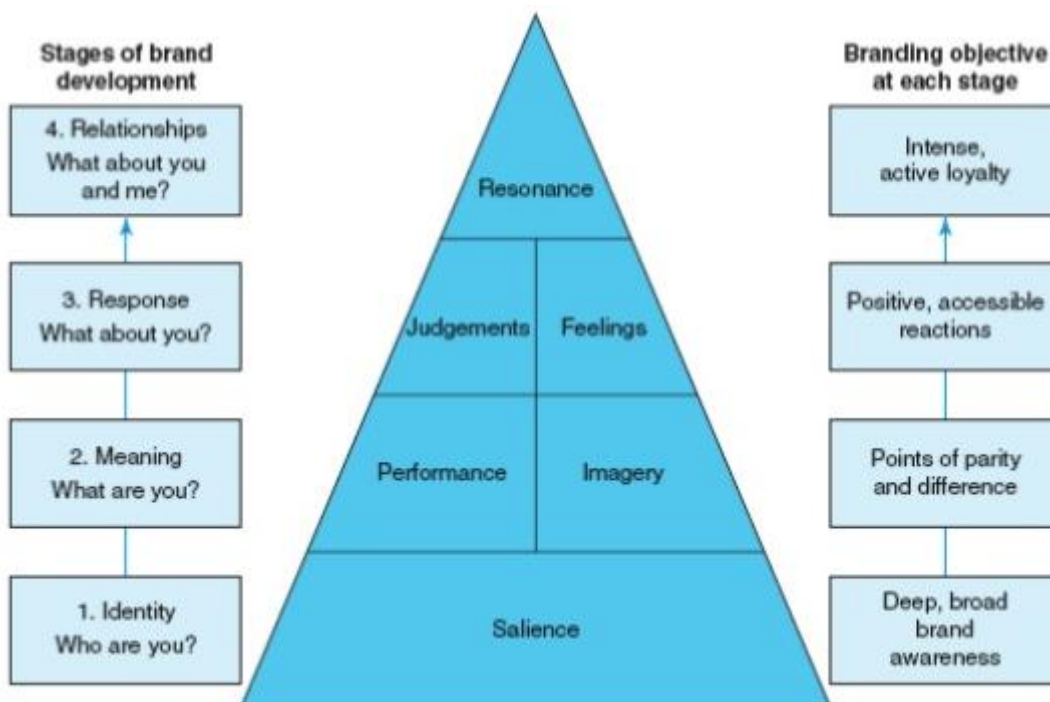 Stages of brand
development
4. Relationships
What about you
and me?
3. Response
What about you?
2. Meaning
What are you?
1. Identity
Who are you?
Resonance
Judgements
Feelings
Performance
Imagery
Salience
Branding objective
at each stage
Intense,
active loyalty
Positive, accessible
reactions
Points of parity
and difference
Deep, broad
brand
awareness